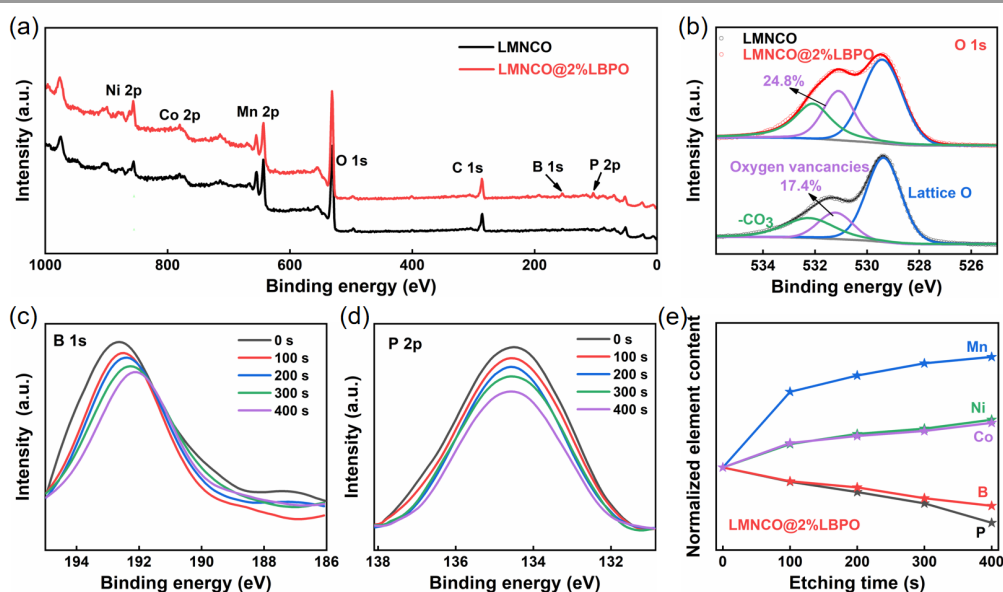 (a)
LMNCO
LMNCO@2%LBPO
Ni 2p
Co 2p
Mn 2p
O 1s
C 1s
B 1s
P 2p
Intensity (a.u.)
1000
800
600
400
200
0
Binding energy (eV)
(b)
LMNCO
LMNCO@2%LBPO
O 1s
24.8%
Oxygen vancancies
17.4%
Lattice O
-CO3
Intensity (a.u.)
534
531
528
525
Binding energy (eV)
(c)
B 1s
0 s
100 s
200 s
300 s
400 s
Intensity (a.u.)
194
192
190
188
186
Binding energy (eV)
(d)
P 2p
0 s
100 s
200 s
300 s
400 s
Intensity (a.u.)
138
136
134
132
Binding energy (eV)
(e)
Mn
Ni
Co
B
P
LMNCO@2%LBPO
Normalized element content
0
100
200
300
400
Etching time (s)